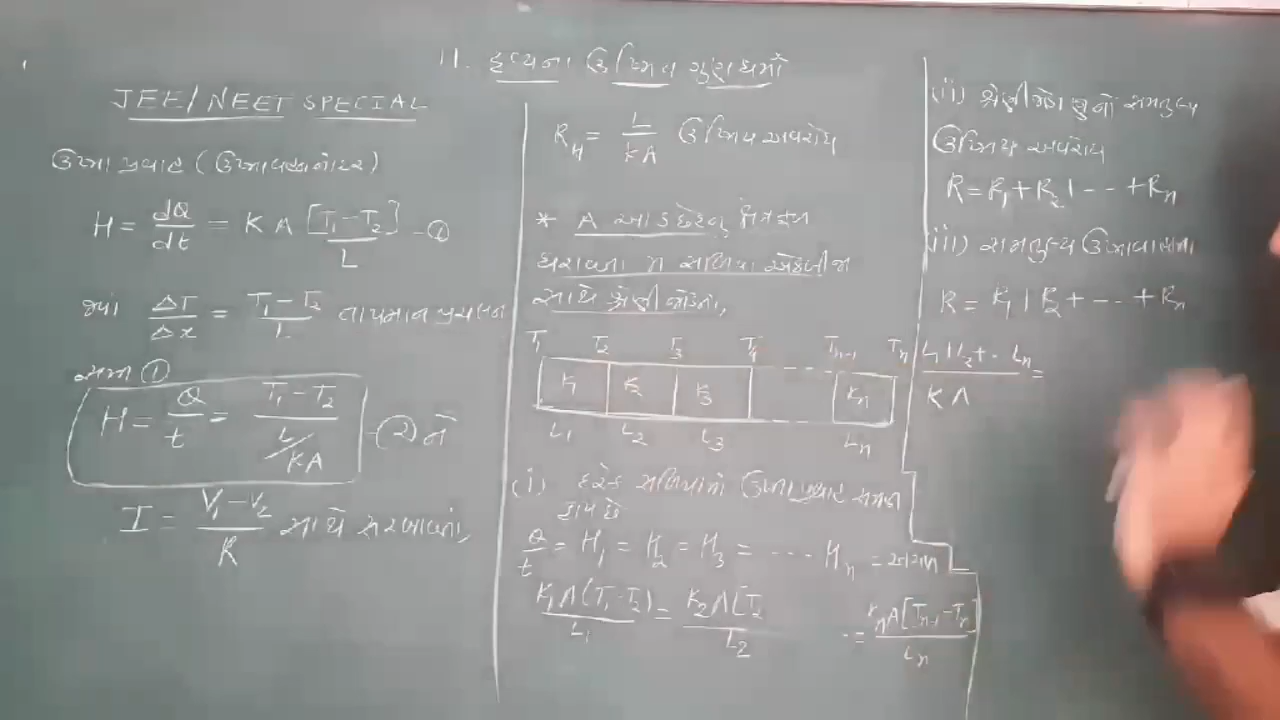 11. દ્રવ્યના ઉષ્મિય ગુણધર્મો
JEE/NEET SPECIAL
ઉષ્મા પ્રવાહ (ઉષ્માવહનનો દર)
H = dQ/dt = K A [T₁-T₂]/L -①
જ્યાં ΔT/Δx = T₁-T₂/L તાપમાન પ્રચલન
સમી ①
H = Q/t = T₁-T₂ / L/KA -② ને
I = V₁-V₂/R સાથે સરખાવતાં,
R_H = L/kA ઉષ્મિય અવરોધ
* A આડછેદનું ક્ષેત્રફળ
ધરાવતા n સળિયા એકબીજા
સાથે શ્રેણી જોડતાં,
T₁ T₂ T₃ T₄ ---- Tₙ₋₁ Tₙ
K₁ K₂ K₃ Kₙ
L₁ L₂ L₃ Lₙ
(i) દરેક સળિયાનો ઉષ્મા પ્રવાહ સમાન
હોય છે
Q/t = H₁ = H₂ = H₃ = ---- Hₙ = સમાન
K₁A(T₁-T₂)/L₁ = K₂A[T₂/L₂ -- = KₙA[Tₙ₋₁-Tₙ]/Lₙ
(ii) સમતુલ્ય
ઉષ્મિય અવરોધ
R = R₁+R₂+--- +Rₙ
(iii) સમતુલ્ય ઉષ્માવાહકતા
R = R₁+R₂+ --- +Rₙ
L₁+L₂+-Lₙ/KA =